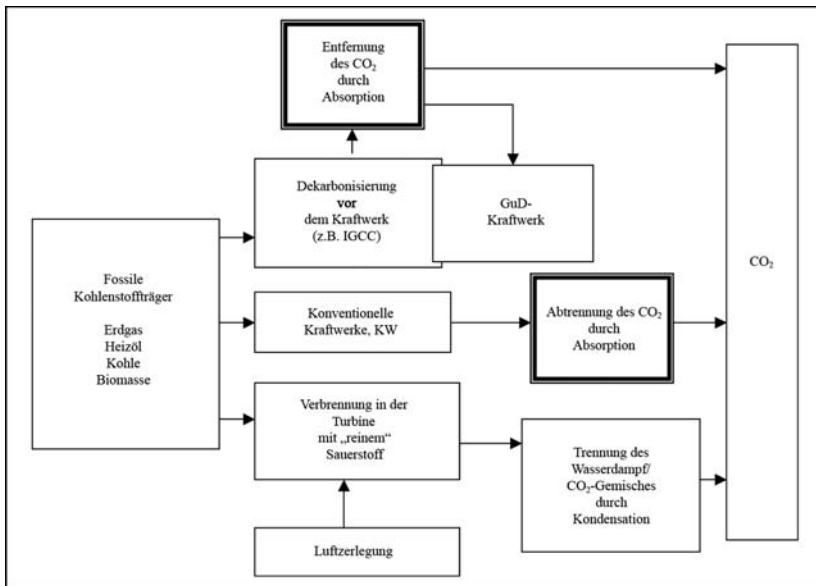 Entfernung
des CO₂
durch
Absorption
Dekarbonisierung
vor
dem Kraftwerk
(z.B. IGCC)
GuD-
Kraftwerk
Fossile
Kohlenstoffträger
Erdgas
Heizöl
Kohle
Biomasse
Konventionelle
Kraftwerke, KW
Abtrennung des CO₂
durch
Absorption
CO₂
Verbrennung in der
Turbine
mit „reinem“
Sauerstoff
Trennung des
Wasserdampf/
CO₂-Gemisches
durch
Kondensation
Luftzerlegung